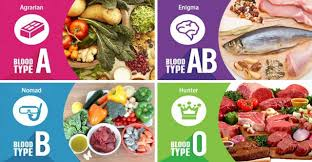 Agrarian
BLOOD
TYPE
A
Enigma
BLOOD
TYPE
AB
Nomad
BLOOD
TYPE
B
Hunter
BLOOD
TYPE
O